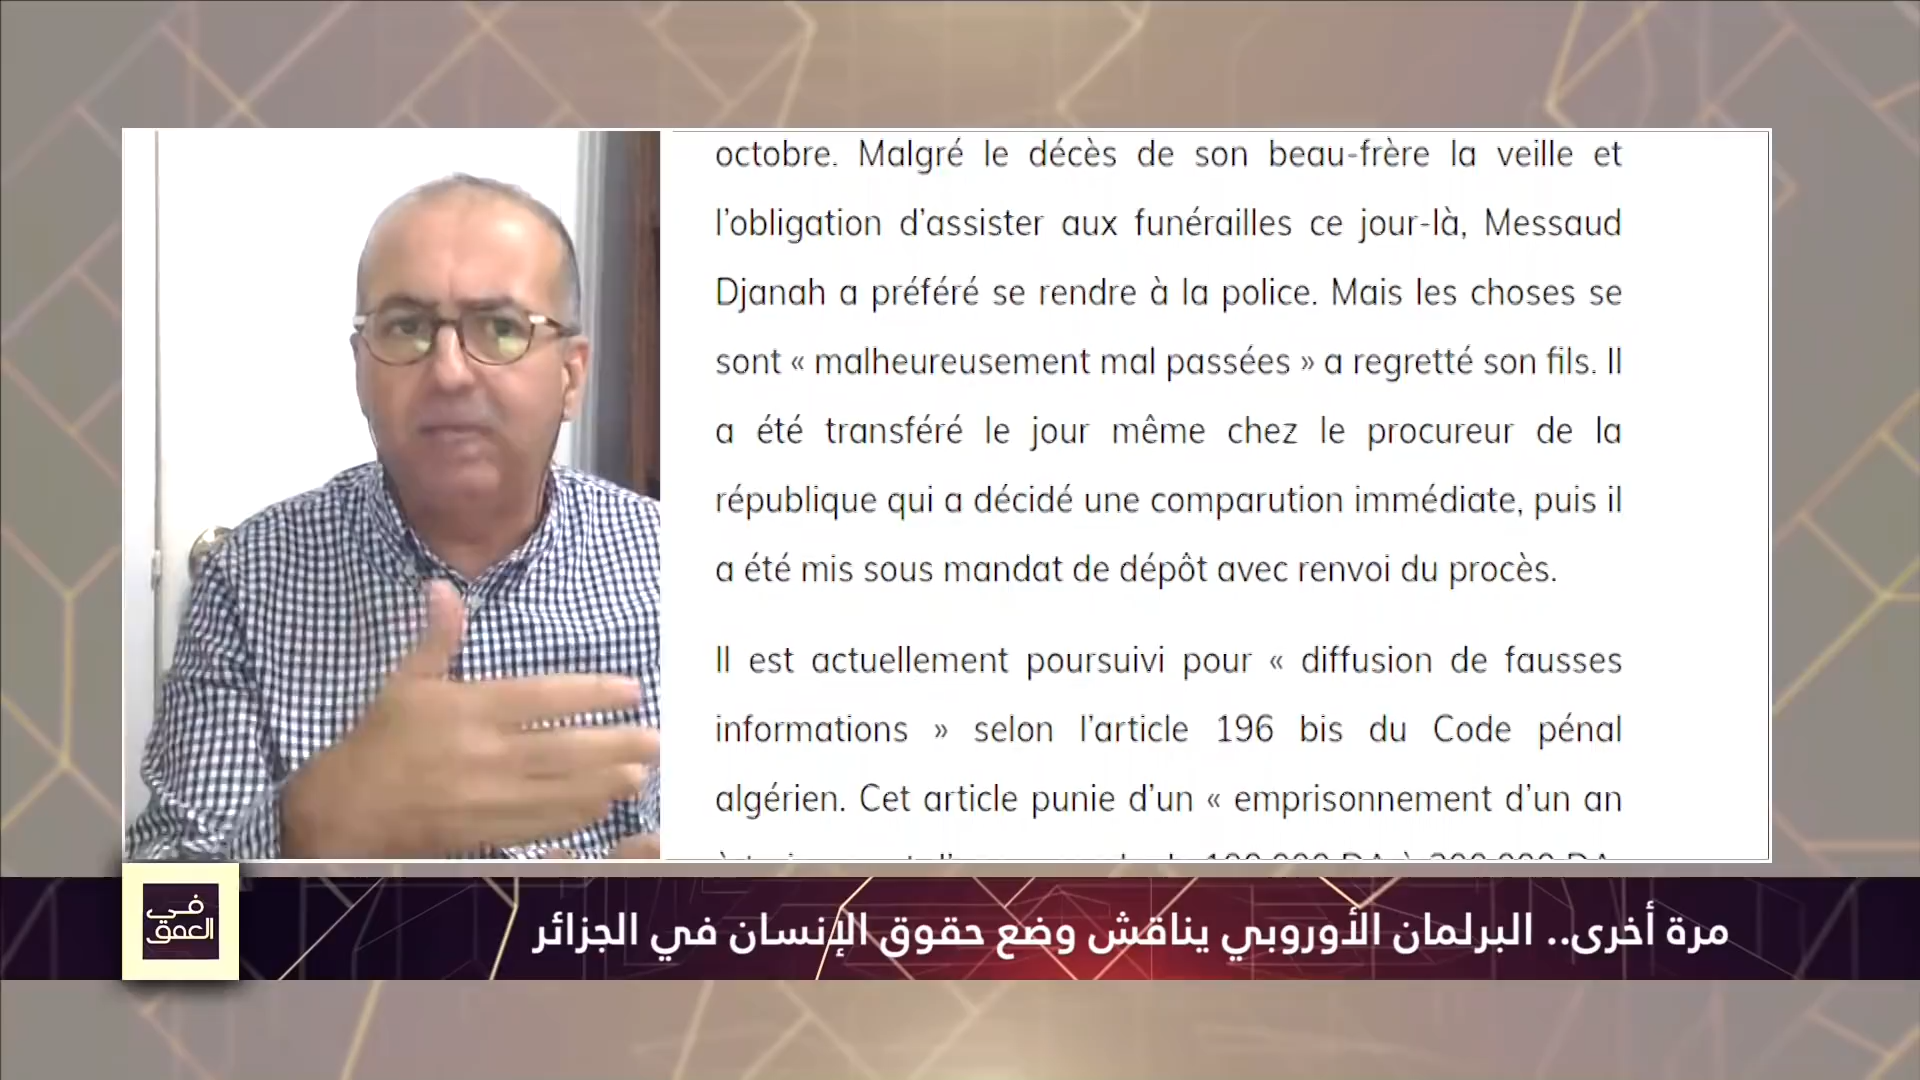 octobre. Malgré le décès de son beau-frère la veille et
l'obligation d'assister aux funérailles ce jour-là, Messaud
Djanah a préféré se rendre à la police. Mais les choses se
sont « malheureusement mal passées » a regretté son fils. Il
a été transféré le jour même chez le procureur de la
république qui a décidé une comparution immédiate, puis il
a été mis sous mandat de dépôt avec renvoi du procès.
Il est actuellement poursuivi pour « diffusion de fausses
informations » selon l'article 196 bis du Code pénal
algérien. Cet article punie d'un « emprisonnement d'un an
في
العمق
مرة أخرى.. البرلمان الأوروبي يناقش وضع حقوق الإنسان في الجزائر